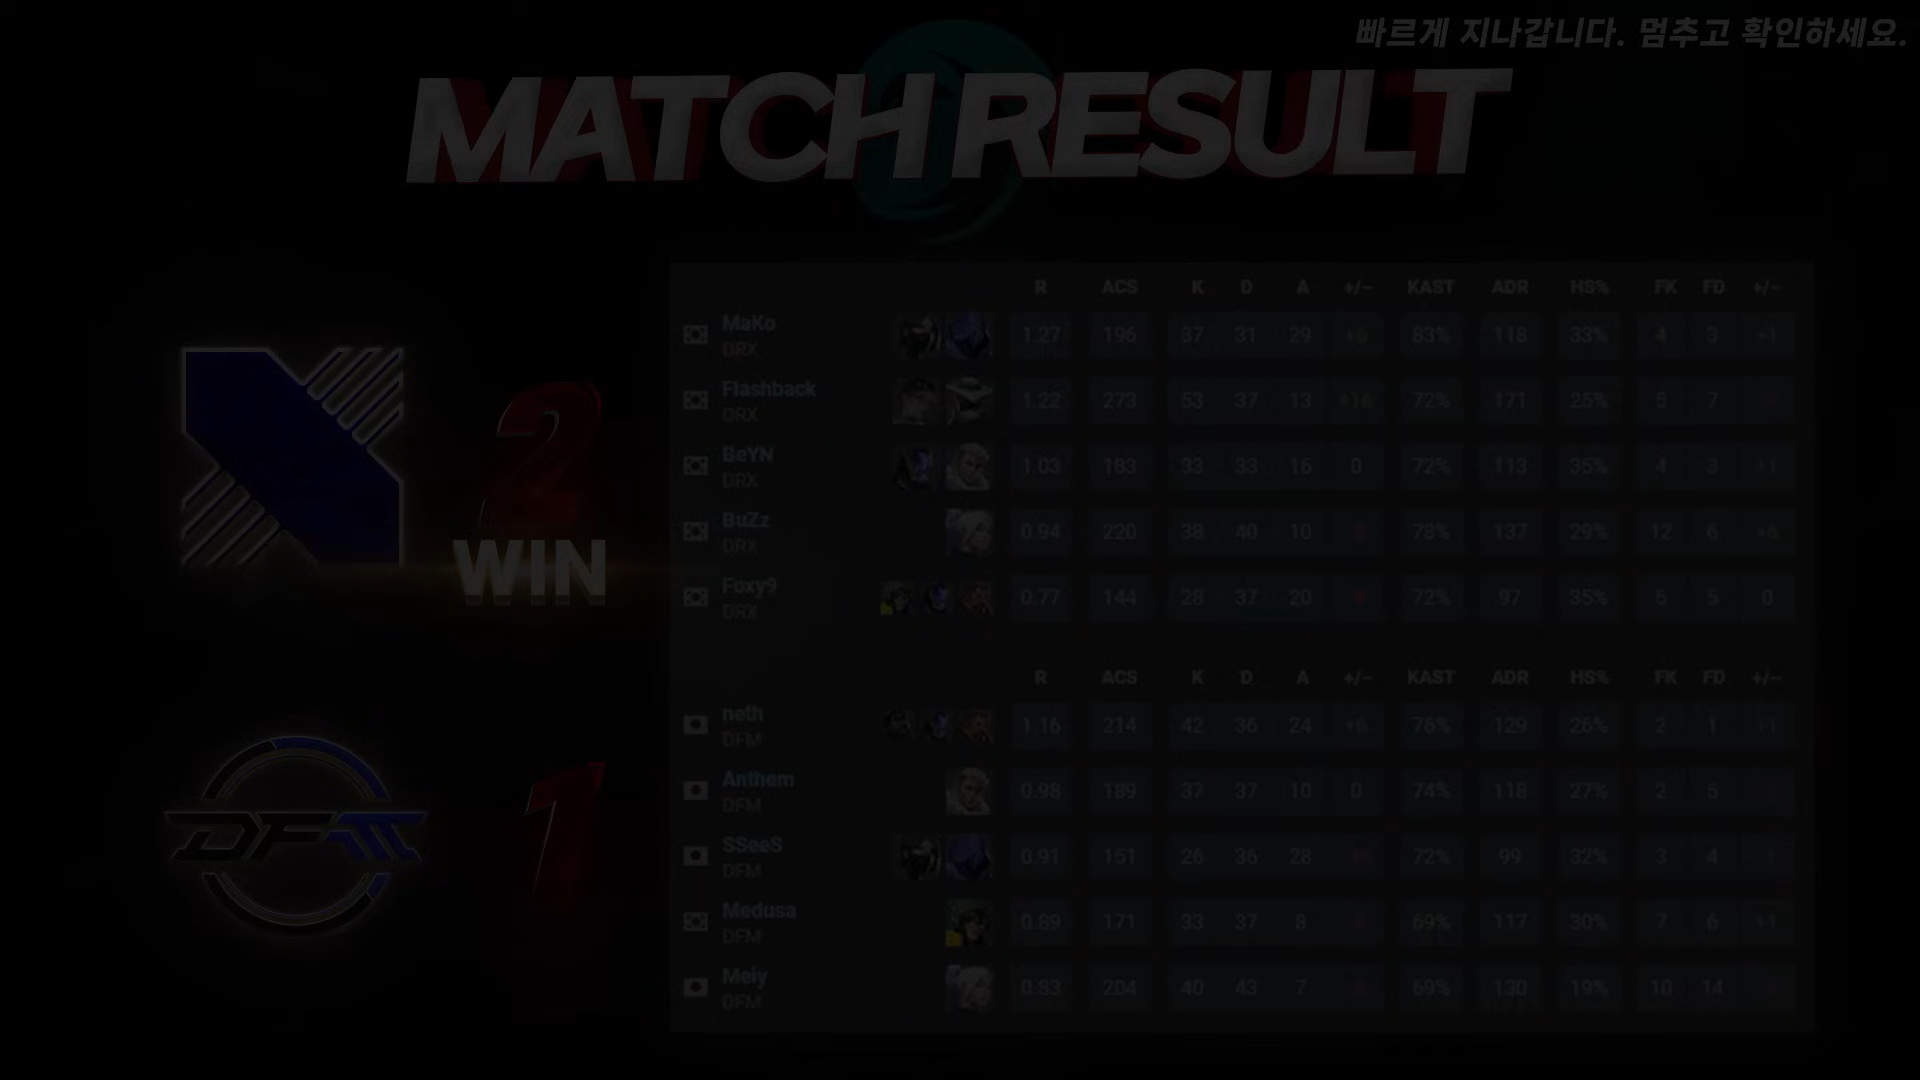 빠르게 지나갑니다. 멈추고 확인하세요.
MATCH RESULT
R ACS K D A +/- KAST ADR HS% FK FD +/-
MaKo 1.27 196 37 31 29 +6 83% 118 33% 4 3 +1
DRX
Flashback 1.22 273 53 37 13 +16 72% 171 25% 5 7
DRX
BeYN 1.03 183 33 33 16 0 72% 113 35% 4 3 +1
DRX
BuZz 0.94 220 38 40 10 78% 137 29% 12 6 +6
DRX
Foxy9 0.77 144 28 37 20 72% 97 35% 5 5 0
DRX
2
WIN
R ACS K D A +/- KAST ADR HS% FK FD +/-
neth 1.16 214 42 36 24 +6 76% 129 26% 2 1 +1
DFM
Anthem 0.98 189 37 37 10 0 74% 118 27% 2 5
DFM
SSeeS 0.91 151 26 36 28 72% 99 32% 3 4
DFM
Medusa 0.89 171 33 37 8 69% 117 30% 7 6 +1
DFM
Meiy 0.83 204 40 43 7 69% 130 19% 10 14
DFM
DFM
1